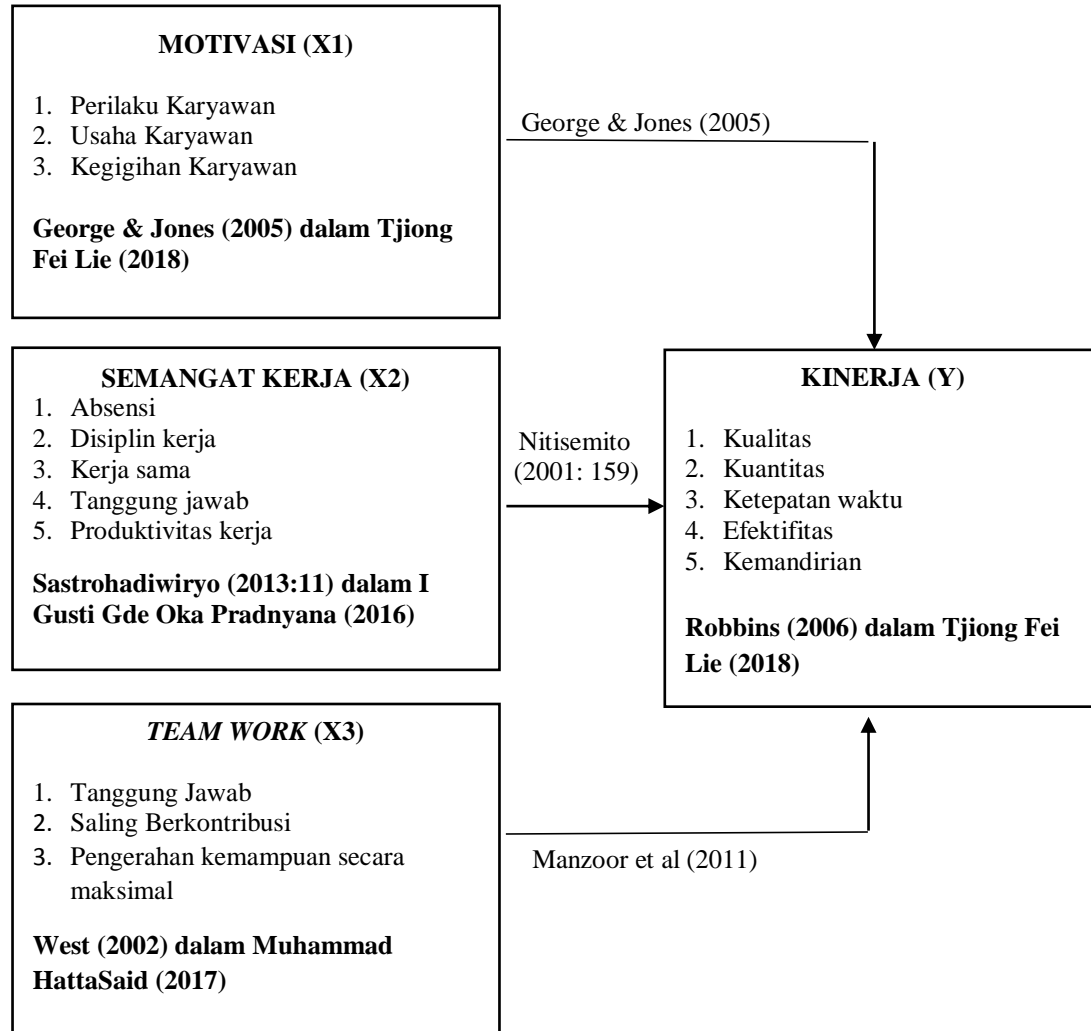 MOTIVASI (X1)
1. Perilaku Karyawan
2. Usaha Karyawan
3. Kegigihan Karyawan
George & Jones (2005) dalam Tjiong
Fei Lie (2018)
George & Jones (2005)
SEMANGAT KERJA (X2)
1. Absensi
2. Disiplin kerja
3. Kerja sama
4. Tanggung jawab
5. Produktivitas kerja
Sastrohadiwiryo (2013:11) dalam I
Gusti Gde Oka Pradnyana (2016)
Nitisemito
(2001: 159)
KINERJA (Y)
1. Kualitas
2. Kuantitas
3. Ketepatan waktu
4. Efektifitas
5. Kemandirian
Robbins (2006) dalam Tjiong Fei
Lie (2018)
TEAM WORK (X3)
1. Tanggung Jawab
2. Saling Berkontribusi
3. Pengerahan kemampuan secara
maksimal
West (2002) dalam Muhammad
HattaSaid (2017)
Manzoor et al (2011)